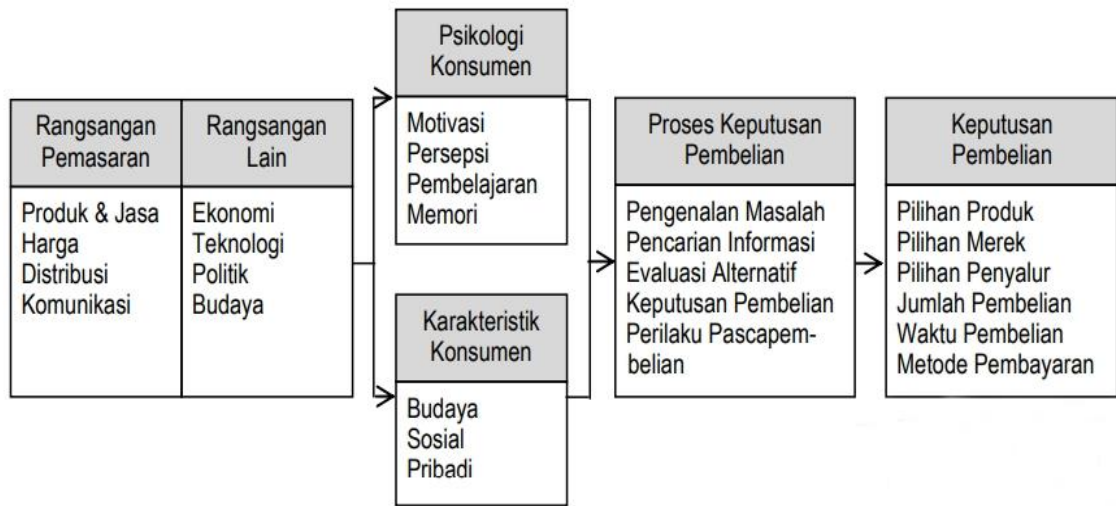 Rangsangan
Pemasaran
Produk & Jasa
Harga
Distribusi
Komunikasi
Rangsangan
Lain
Ekonomi
Teknologi
Politik
Budaya
Psikologi
Konsumen
Motivasi
Persepsi
Pembelajaran
Memori
Karakteristik
Konsumen
Budaya
Sosial
Pribadi
Proses Keputusan
Pembelian
Pengenalan Masalah
Pencarian Informasi
Evaluasi Alternatif
Keputusan Pembelian
Perilaku Pascapem-
belian
Keputusan
Pembelian
Pilihan Produk
Pilihan Merek
Pilihan Penyalur
Jumlah Pembelian
Waktu Pembelian
Metode Pembayaran